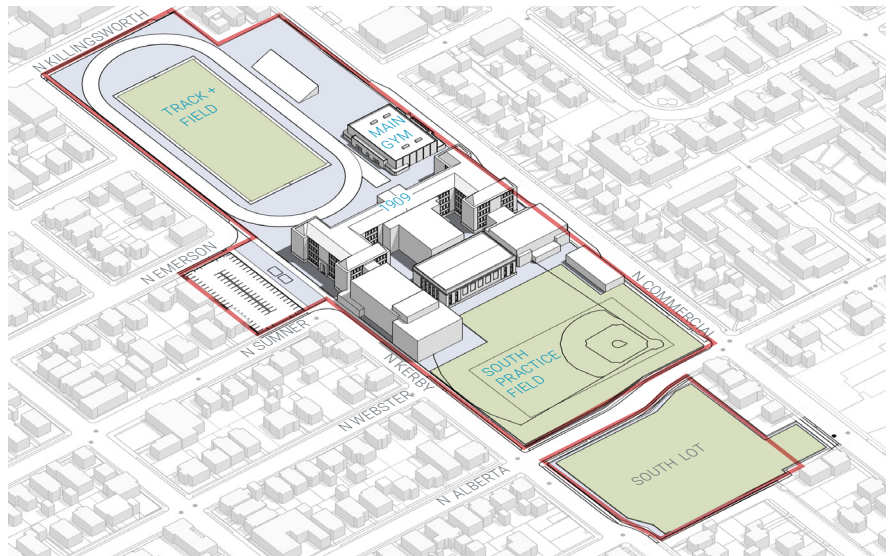 N KILLINGSWORTH
TRACK +
FIELD
MAIN
GYM
1909
N EMERSON
N SUMNER
N COMMERCIAL
N KERBY
SOUTH
PRACTICE
FIELD
N WEBSTER
N ALBERTA
SOUTH LOT